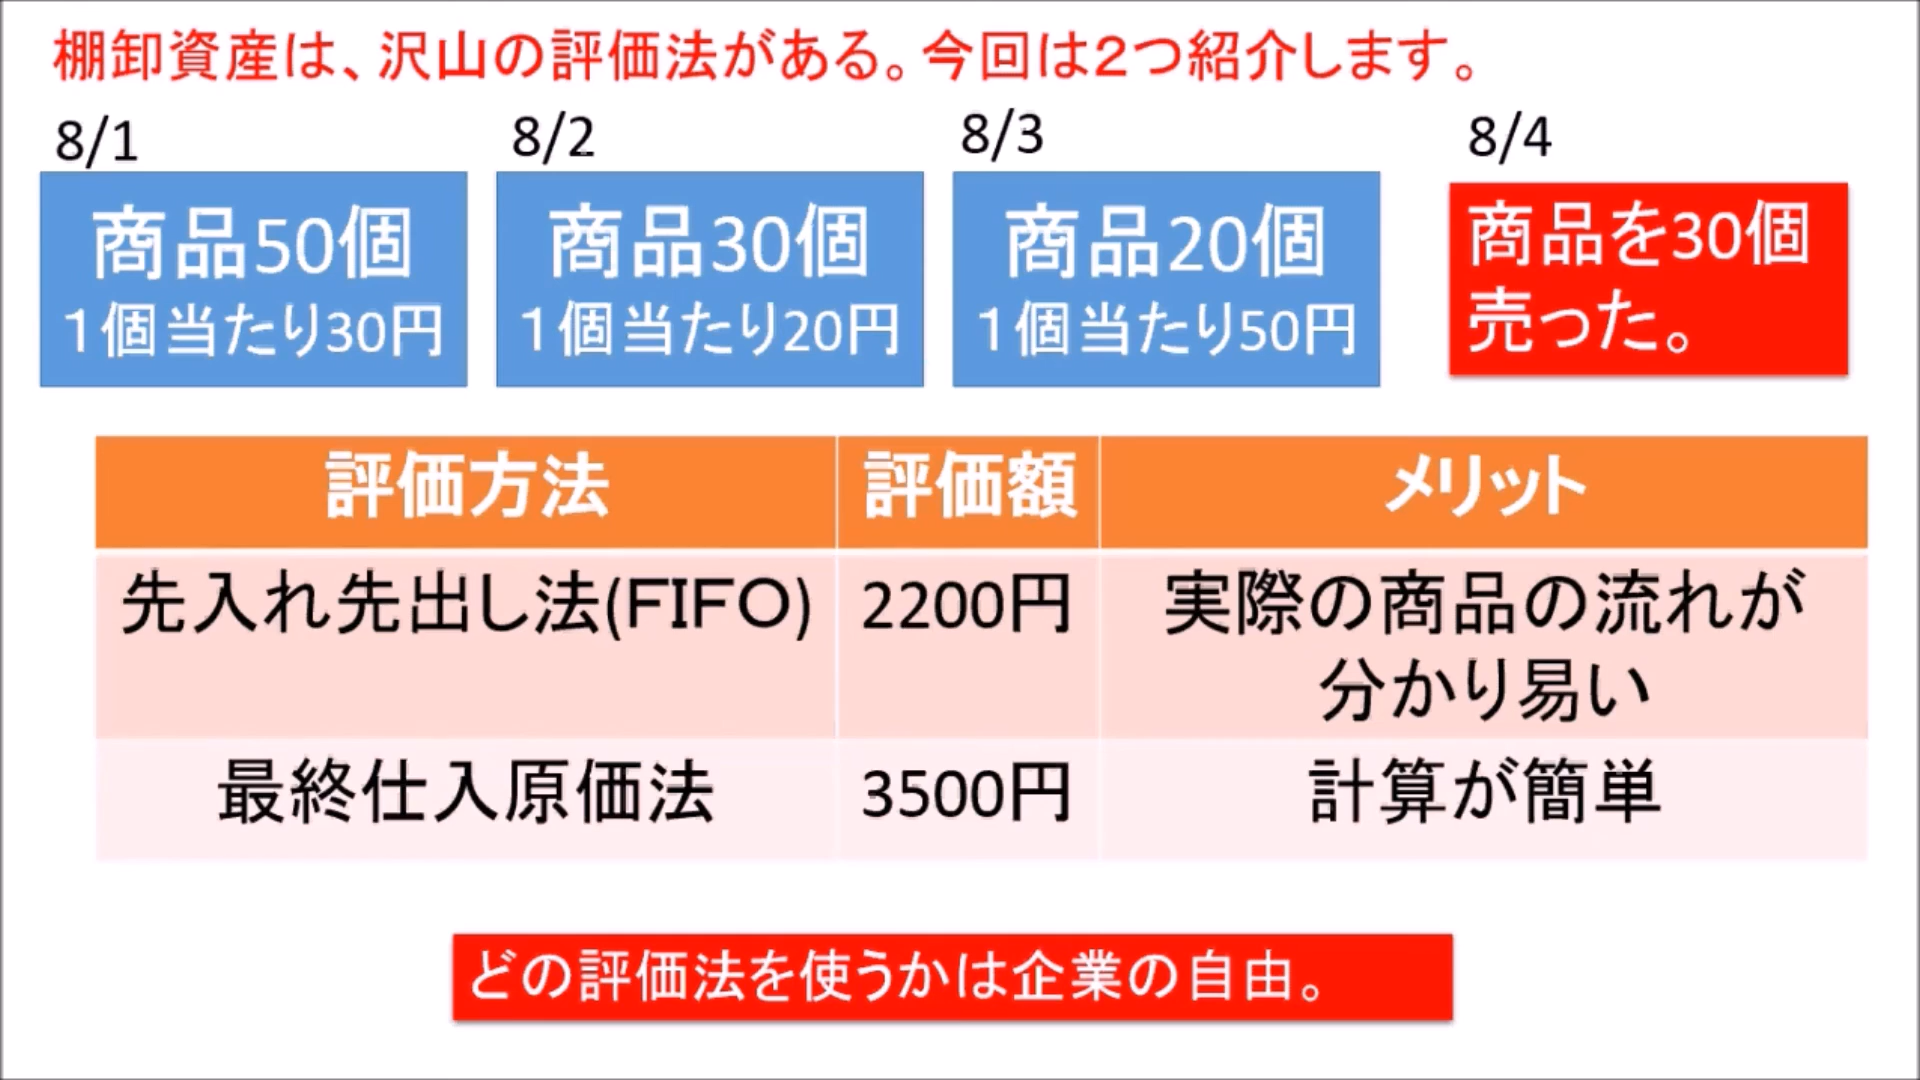 棚卸資産は、沢山の評価法がある。今回は２つ紹介します。
8/1
8/2
8/3
8/4
商品50個
１個当たり30円
商品30個
１個当たり20円
商品20個
１個当たり50円
商品を30個
売った。
評価方法
評価額
メリット
先入れ先出し法(FIFO)
2200円
実際の商品の流れが
分かり易い
最終仕入原価法
3500円
計算が簡単
どの評価法を使うかは企業の自由。